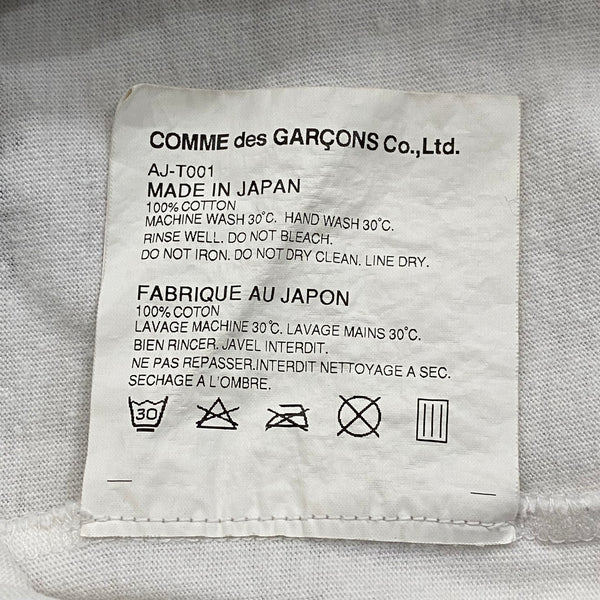 COMME des GARÇONS Co.,Ltd.
AJ-T001
MADE IN JAPAN
100% COTTON
MACHINE WASH 30°C. HAND WASH 30°C.
RINSE WELL. DO NOT BLEACH.
DO NOT IRON. DO NOT DRY CLEAN. LINE DRY.
FABRIQUE AU JAPON
100% COTON
LAVAGE MACHINE 30°C. LAVAGE MAINS 30°C.
BIEN RINCER. JAVEL INTERDIT.
NE PAS REPASSER.INTERDIT NETTOYAGE A SEC.
SECHAGE A L'OMBRE.
30